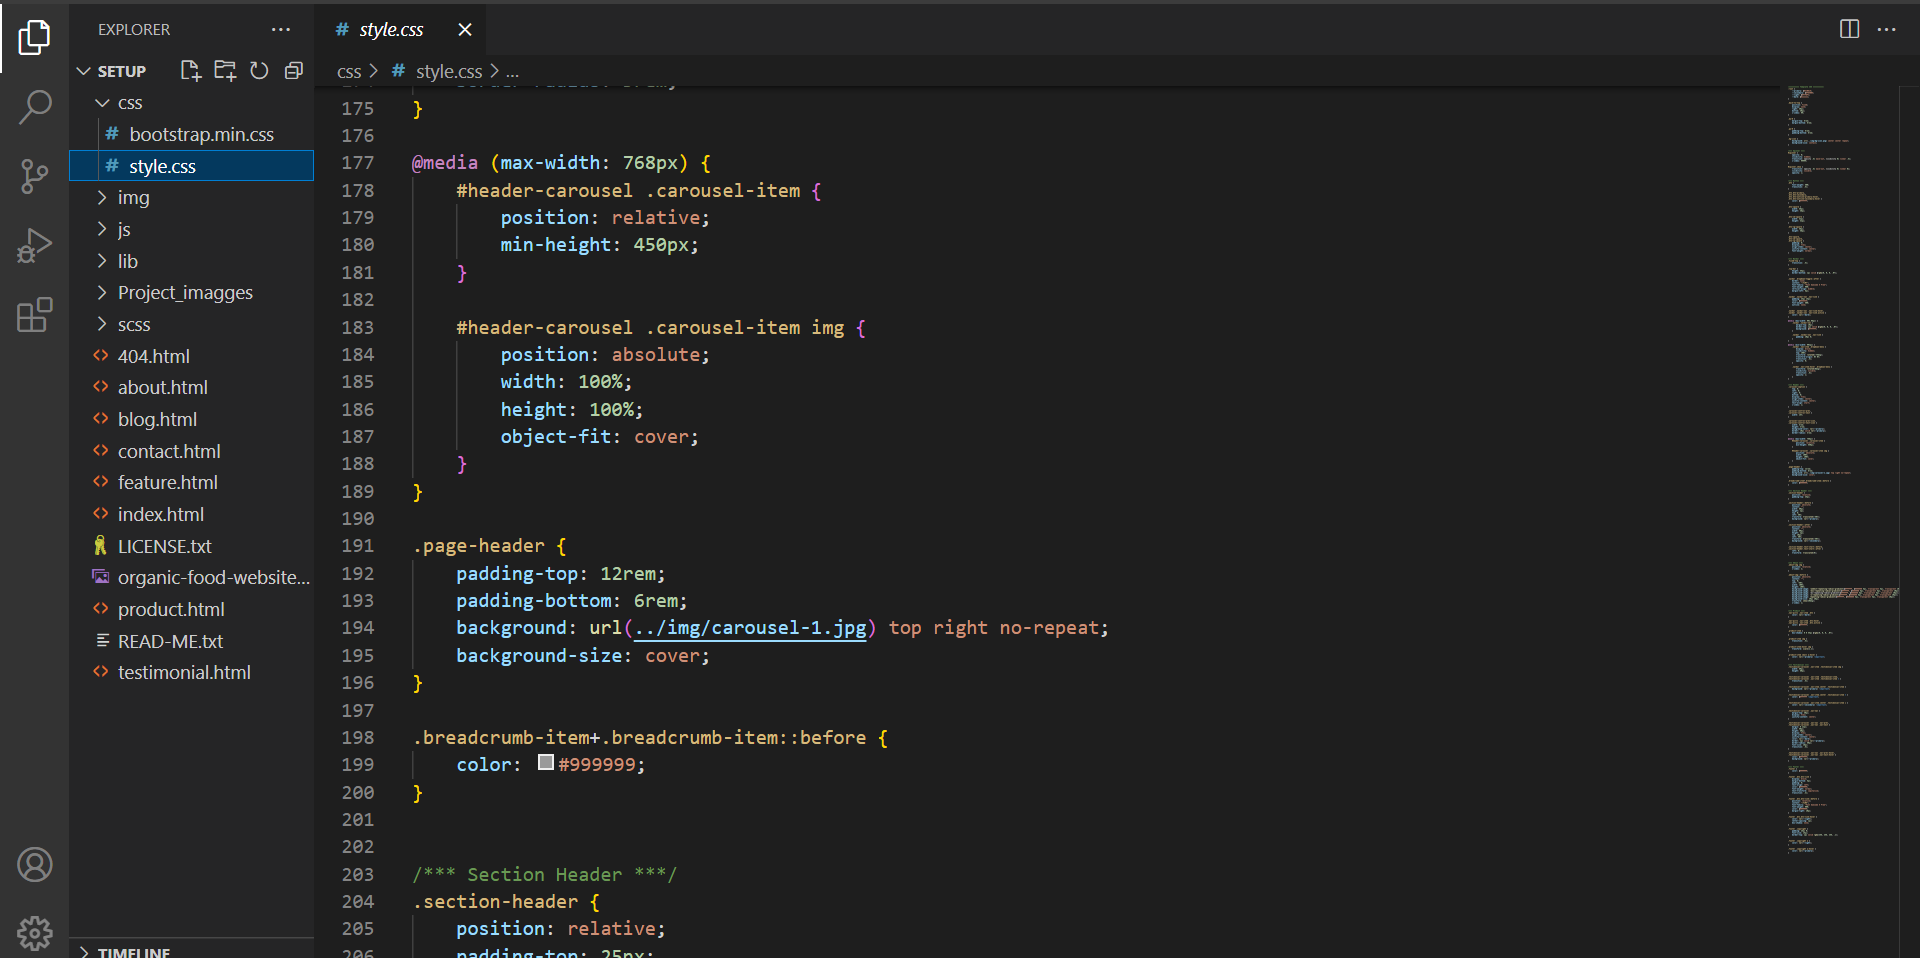 EXPLORER
SETUP
css
# bootstrap.min.css
# style.css
img
js
lib
Project_imagges
scss
404.html
about.html
blog.html
contact.html
feature.html
index.html
LICENSE.txt
organic-food-website...
product.html
READ-ME.txt
testimonial.html
TIMELINE
# style.css
css > # style.css > ...
175 }
176
177 @media (max-width: 768px) {
178 #header-carousel .carousel-item {
179 position: relative;
180 min-height: 450px;
181 }
182
183 #header-carousel .carousel-item img {
184 position: absolute;
185 width: 100%;
186 height: 100%;
187 object-fit: cover;
188 }
189 }
190
191 .page-header {
192 padding-top: 12rem;
193 padding-bottom: 6rem;
194 background: url(../img/carousel-1.jpg) top right no-repeat;
195 background-size: cover;
196 }
197
198 .breadcrumb-item+.breadcrumb-item::before {
199 color: #999999;
200 }
201
202
203 /*** Section Header ***/
204 .section-header {
205 position: relative;
206 padding-top: 25px;